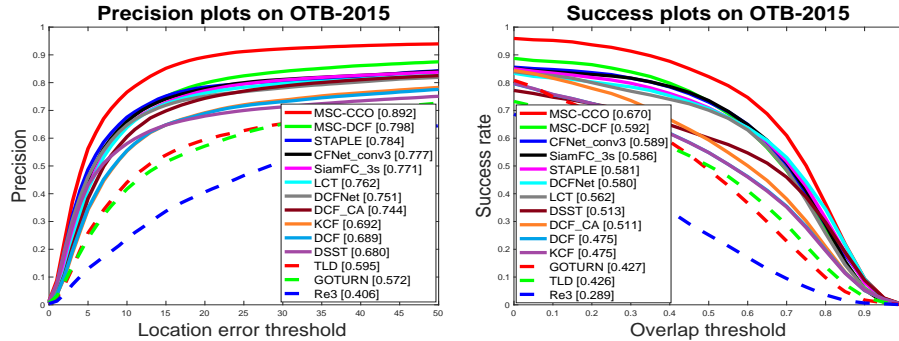 Precision plots on OTB-2015
1
0.9
0.8
0.7
0.6
0.5
0.4
0.3
0.2
0.1
0
Precision
MSC-CCO [0.892]
MSC-DCF [0.798]
STAPLE [0.784]
CFNet_conv3 [0.777]
SiamFC_3s [0.771]
LCT [0.762]
DCFNet [0.751]
DCF_CA [0.744]
KCF [0.692]
DCF [0.689]
DSST [0.680]
TLD [0.595]
GOTURN [0.572]
Re3 [0.406]
0 5 10 15 20 25 30 35 40 45 50
Location error threshold
Success plots on OTB-2015
1
0.9
0.8
0.7
0.6
0.5
0.4
0.3
0.2
0.1
0
Success rate
MSC-CCO [0.670]
MSC-DCF [0.592]
CFNet_conv3 [0.589]
SiamFC_3s [0.586]
STAPLE [0.581]
DCFNet [0.580]
LCT [0.562]
DSST [0.513]
DCF_CA [0.511]
DCF [0.475]
KCF [0.475]
GOTURN [0.427]
TLD [0.426]
Re3 [0.289]
0 0.1 0.2 0.3 0.4 0.5 0.6 0.7 0.8 0.9
Overlap threshold